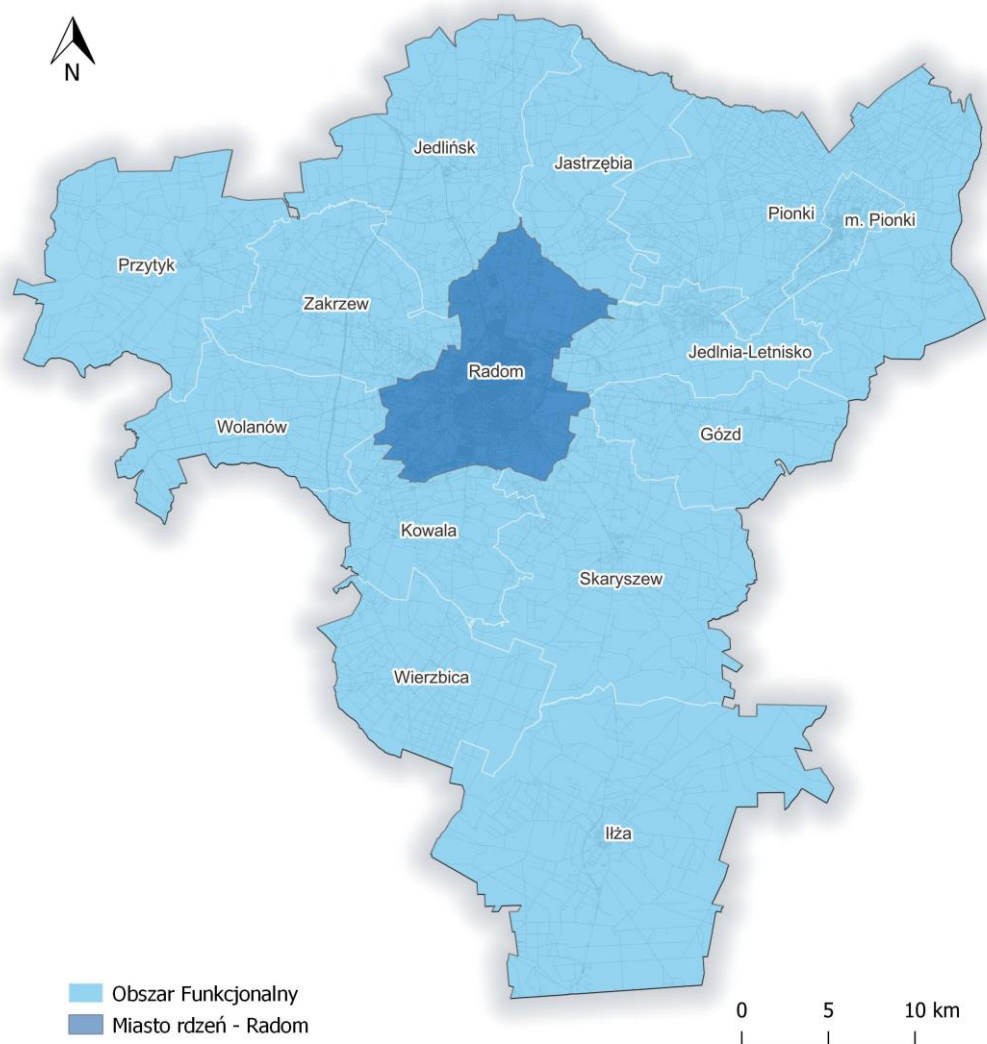 N
Jedlińsk
Jastrzębia
Pionki
m. Pionki
Przytyk
Zakrzew
Jedlnia-Letnisko
Radom
Wolanów
Gózd
Kowala
Skaryszew
Wierzbica
Iłża
Obszar Funkcjonalny
Miasto rdzeń - Radom
0 5 10 km